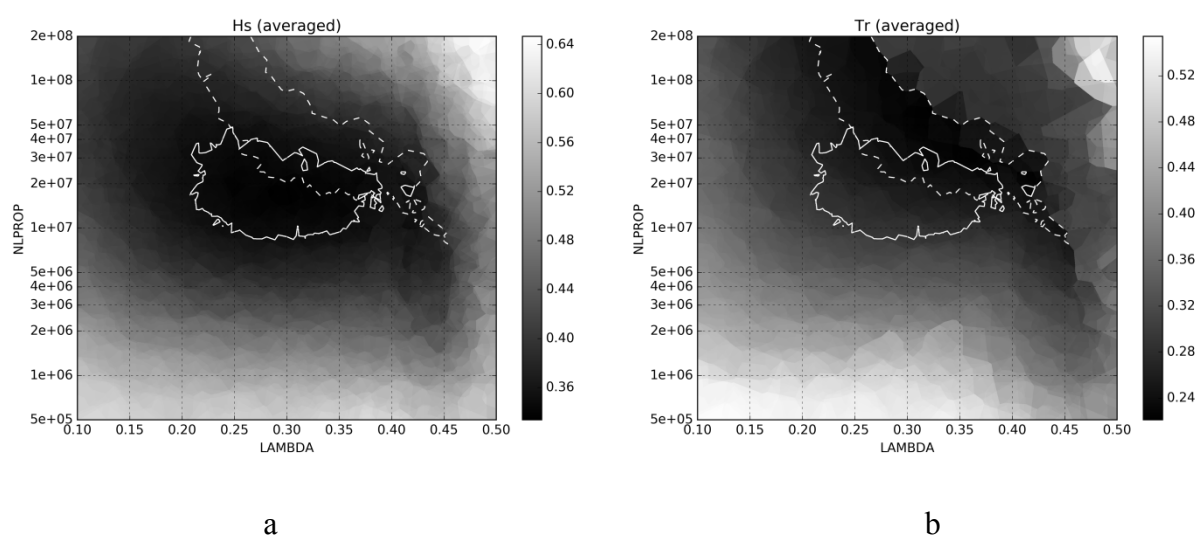 Hs (averaged)
2e+08
1e+08
5e+07
4e+07
3e+07
2e+07
1e+07
5e+06
4e+06
3e+06
2e+06
1e+06
5e+05
NLPROP
0.10 0.15 0.20 0.25 0.30 0.35 0.40 0.45 0.50
LAMBDA
0.64
0.60
0.56
0.52
0.48
0.44
0.40
0.36
a
Tr (averaged)
2e+08
1e+08
5e+07
4e+07
3e+07
2e+07
1e+07
5e+06
4e+06
3e+06
2e+06
1e+06
5e+05
NLPROP
0.10 0.15 0.20 0.25 0.30 0.35 0.40 0.45 0.50
LAMBDA
0.52
0.48
0.44
0.40
0.36
0.32
0.28
0.24
b